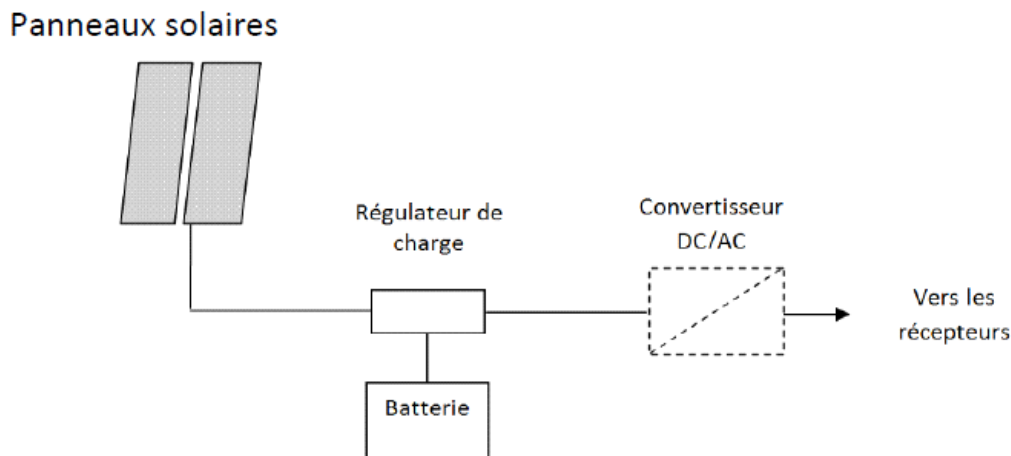 Panneaux solaires
Régulateur de
charge
Convertisseur
DC/AC
Vers les
récepteurs
Batterie